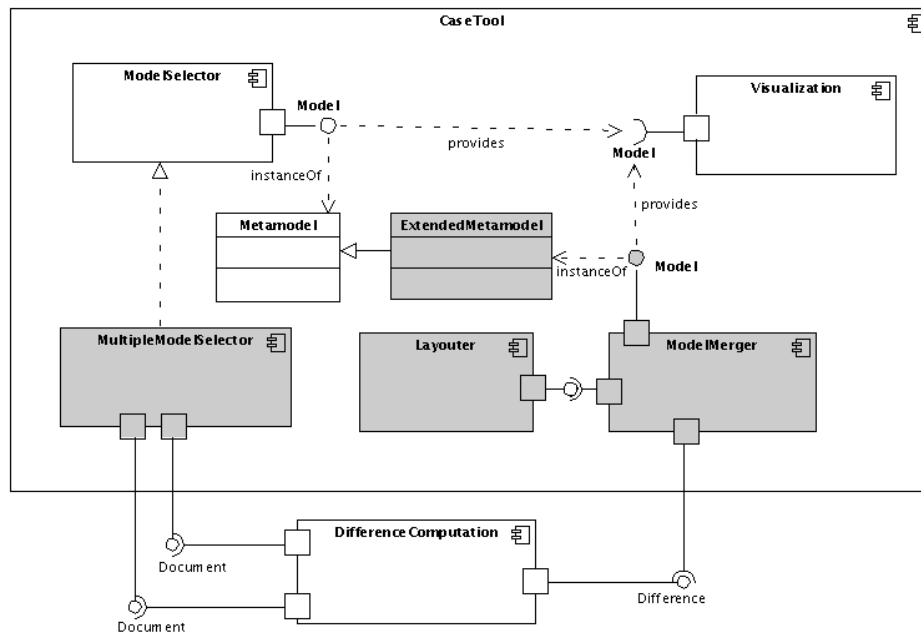 CaseTool
ModelSelector
Model
Visualization
provides
Model
instanceOf
provides
Metamodel
ExtendedMetamodel
instanceOf
Model
MultipleModelSelector
Layouter
ModelMerger
DifferenceComputation
Document
Difference
Document